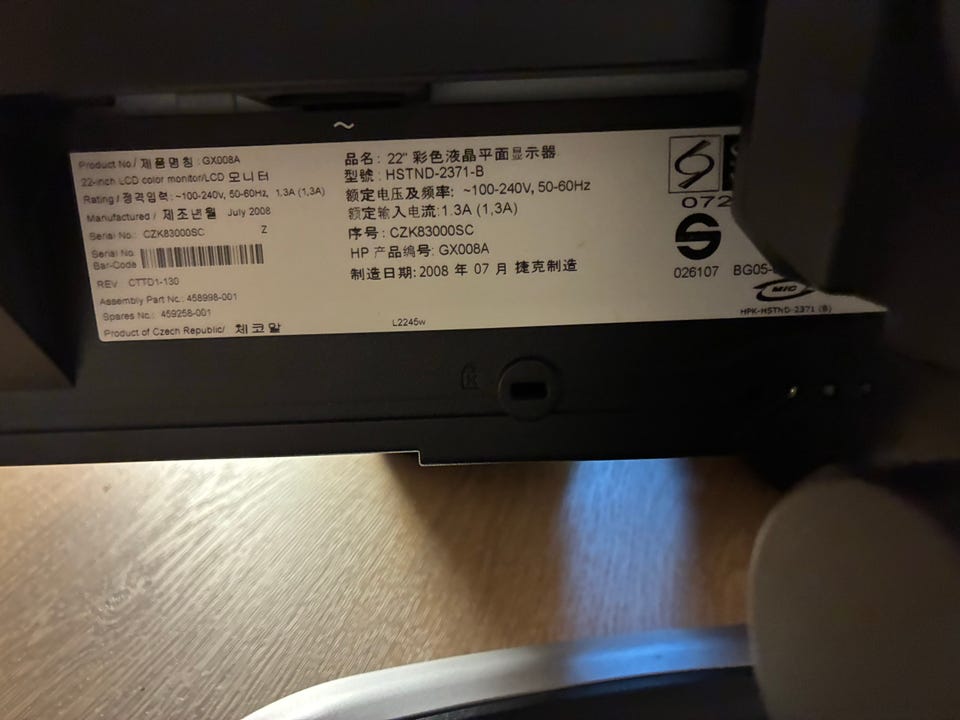 ~
Product No./ 제품명칭 : GX008A
22-inch LCD color monitor/LCD 모니터
Rating / 정격입력 : ~100-240V, 50-60Hz, 1.3A (1,3A)
Manufactured / 제조년월 July 2008
Serial No.: CZK83000SC Z
Serial No.
Bar-Code
REV CTTD1-130
Assembly Part No.: 458998-001
Spares No.: 459258-001
Product of Czech Republic/ 체코말
品名: 22" 彩色液晶平面显示器
型號: HSTND-2371-B
额定电压及频率: ~100-240V, 50-60Hz
额定输入电流:1.3A (1,3A)
序号: CZK83000SC
HP 产品编号: GX008A
制造日期:2008 年 07 月 捷克制造
L2245w
072
S
026107 BG05-
MIC
HPK-HSTND-2371 (B)
K